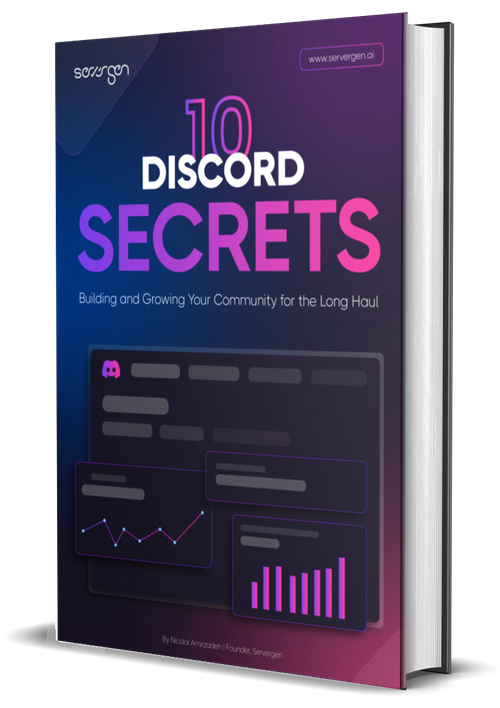 servrgen
www.servergen.ai
10
DISCORD
SECRETS
Building and Growing Your Community for the Long Haul
By Nicolai Amirzadeh | Founder, Servergen